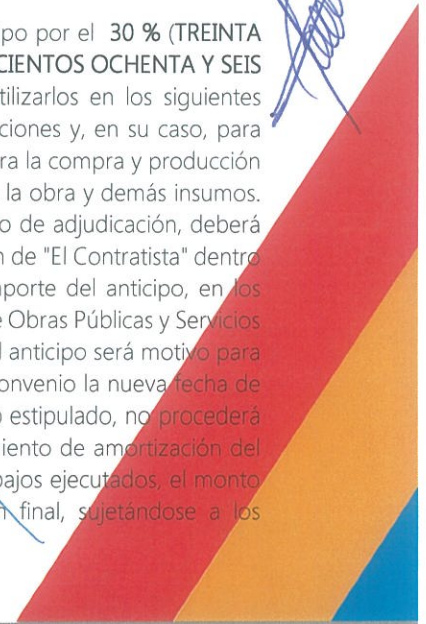 po por el 30 % (TREINTA
CIENTOS OCHENTA Y SEIS
tilizarlos en los siguientes
ciones y, en su caso, para
ra la compra y producción
la obra y demás insumos.
o de adjudicación, deberá
n de "El Contratista" dentro
porte del anticipo, en los
e Obras Públicas y Servicios
l anticipo será motivo para
onvenio la nueva fecha de
o estipulado, no procederá
iento de amortización del
bajos ejecutados, el monto
n final, sujetándose a los